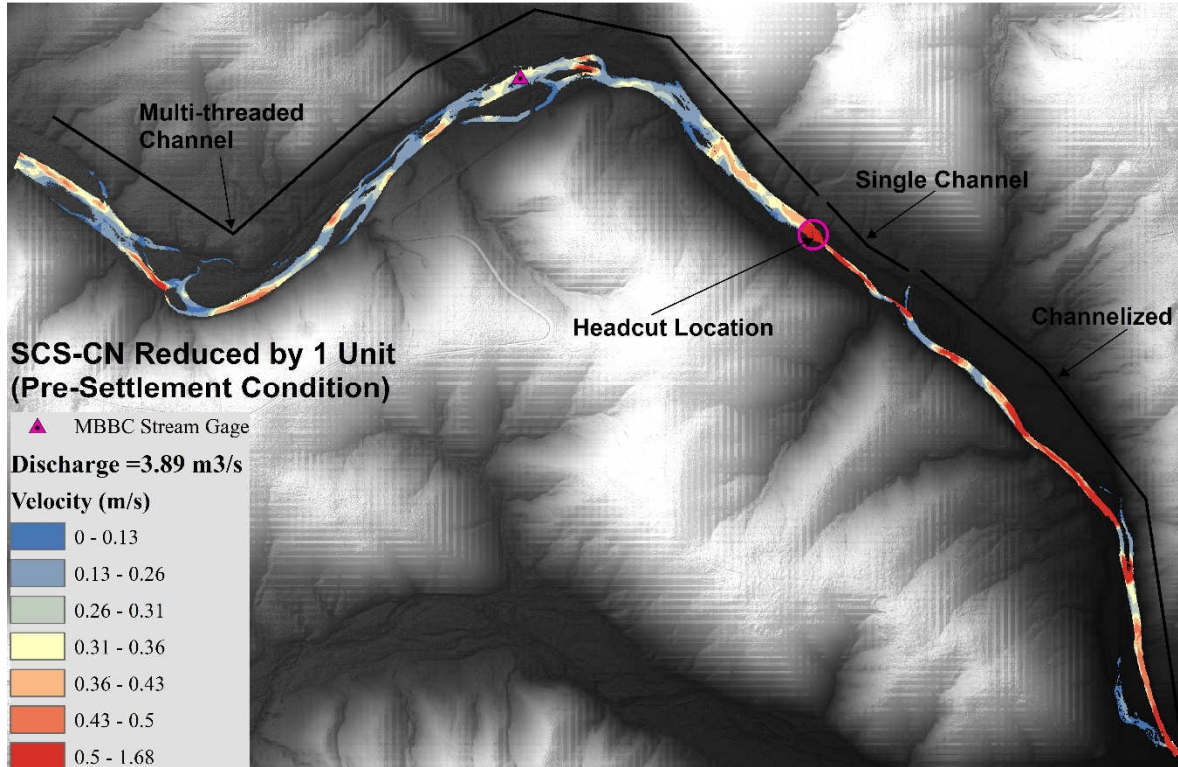 Multi-threaded
Channel
Single Channel
Headcut Location
Channelized
SCS-CN Reduced by 1 Unit
(Pre-Settlement Condition)
MBBC Stream Gage
Discharge =3.89 m3/s
Velocity (m/s)
0 - 0.13
0.13 - 0.26
0.26 - 0.31
0.31 - 0.36
0.36 - 0.43
0.43 - 0.5
0.5 - 1.68